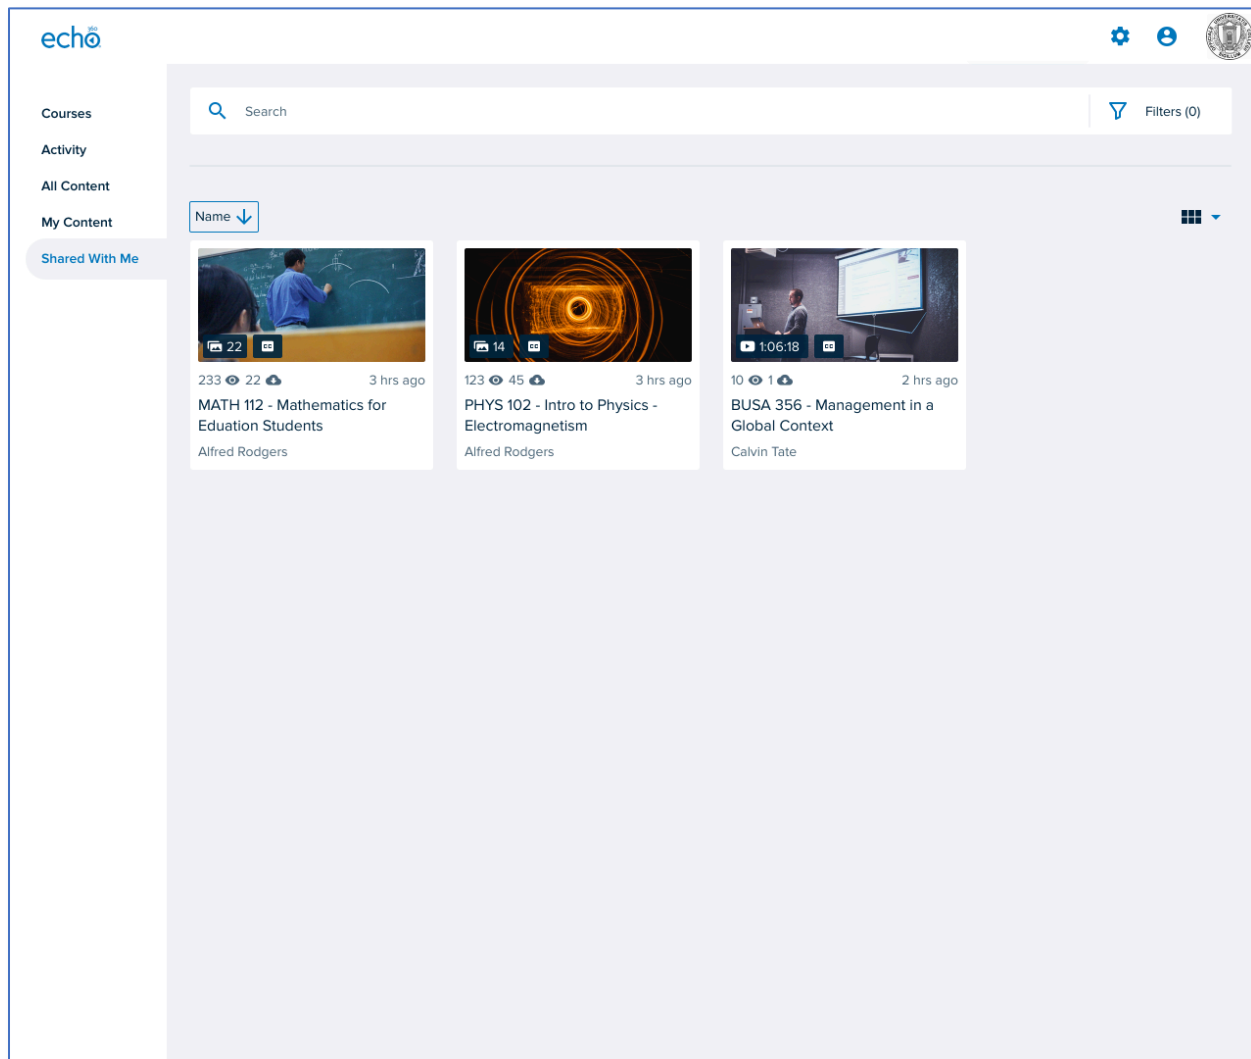 echo
360
Courses
Activity
All Content
My Content
Shared With Me
Search
Filters (0)
Name
22
CC
233 22 3 hrs ago
MATH 112 - Mathematics for
Eduation Students
Alfred Rodgers
14
CC
123 45 3 hrs ago
PHYS 102 - Intro to Physics -
Electromagnetism
Alfred Rodgers
1:06:18
CC
10 1 2 hrs ago
BUSA 356 - Management in a
Global Context
Calvin Tate